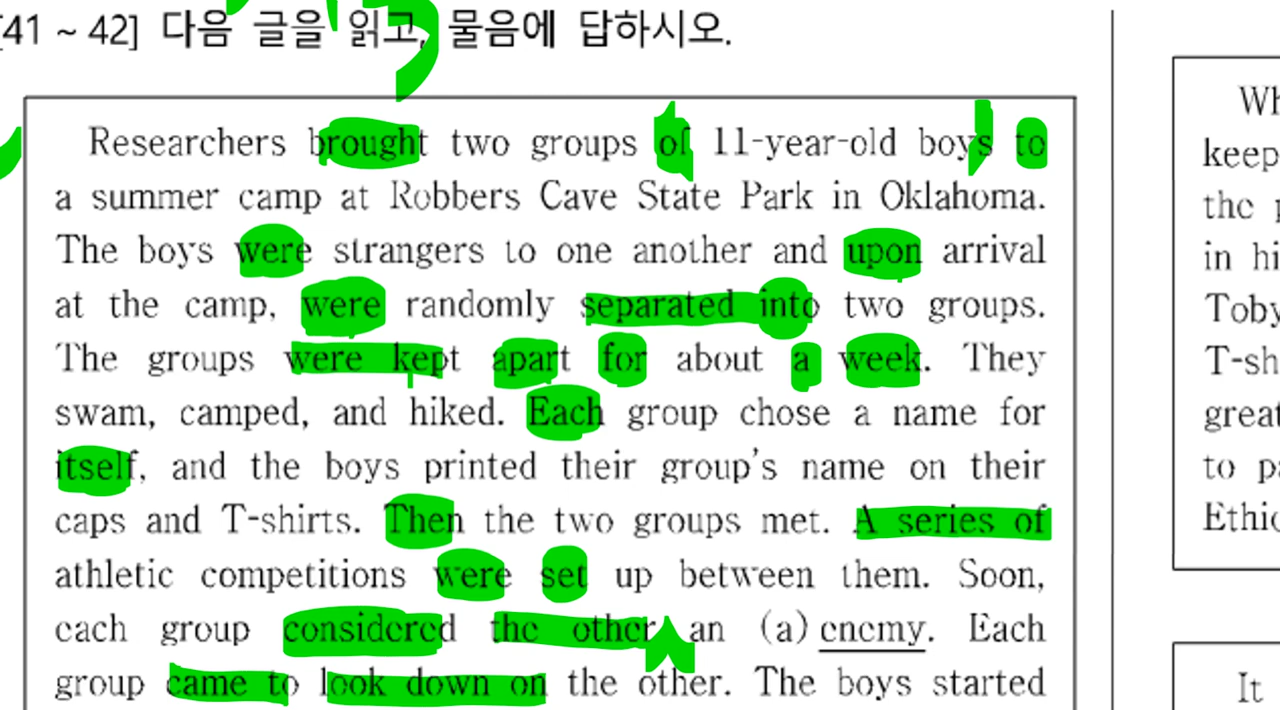 [41 ~ 42] 다음 글을 읽고, 물음에 답하시오.
Researchers brought two groups of 11-year-old boys to
a summer camp at Robbers Cave State Park in Oklahoma.
The boys were strangers to one another and upon arrival
at the camp, were randomly separated into two groups.
The groups were kept apart for about a week. They
swam, camped, and hiked. Each group chose a name for
itself, and the boys printed their group's name on their
caps and T-shirts. Then the two groups met. A series of
athletic competitions were set up between them. Soon,
each group considered the other an (a) enemy. Each
group came to look down on the other. The boys started
Wh
keep
the p
in hi
Toby
T-sh
great
to pa
Ethic
It